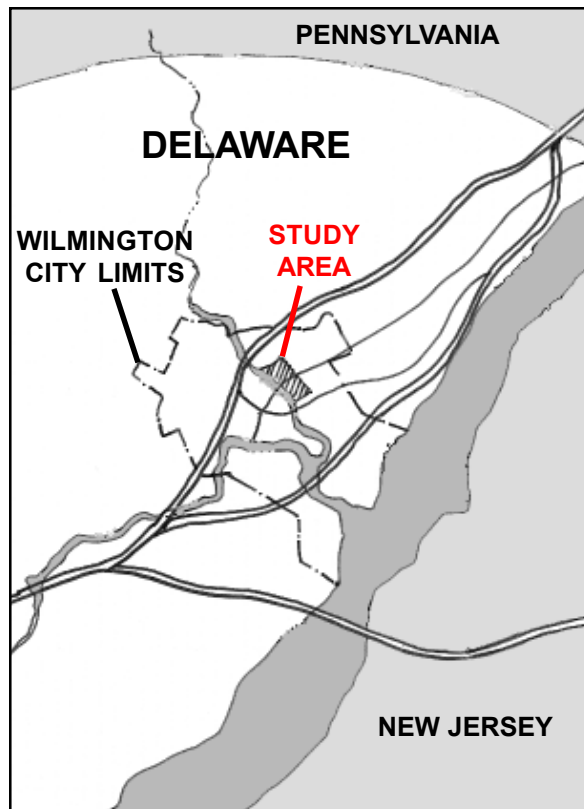 PENNSYLVANIA
DELAWARE
WILMINGTON
CITY LIMITS
STUDY
AREA
NEW JERSEY